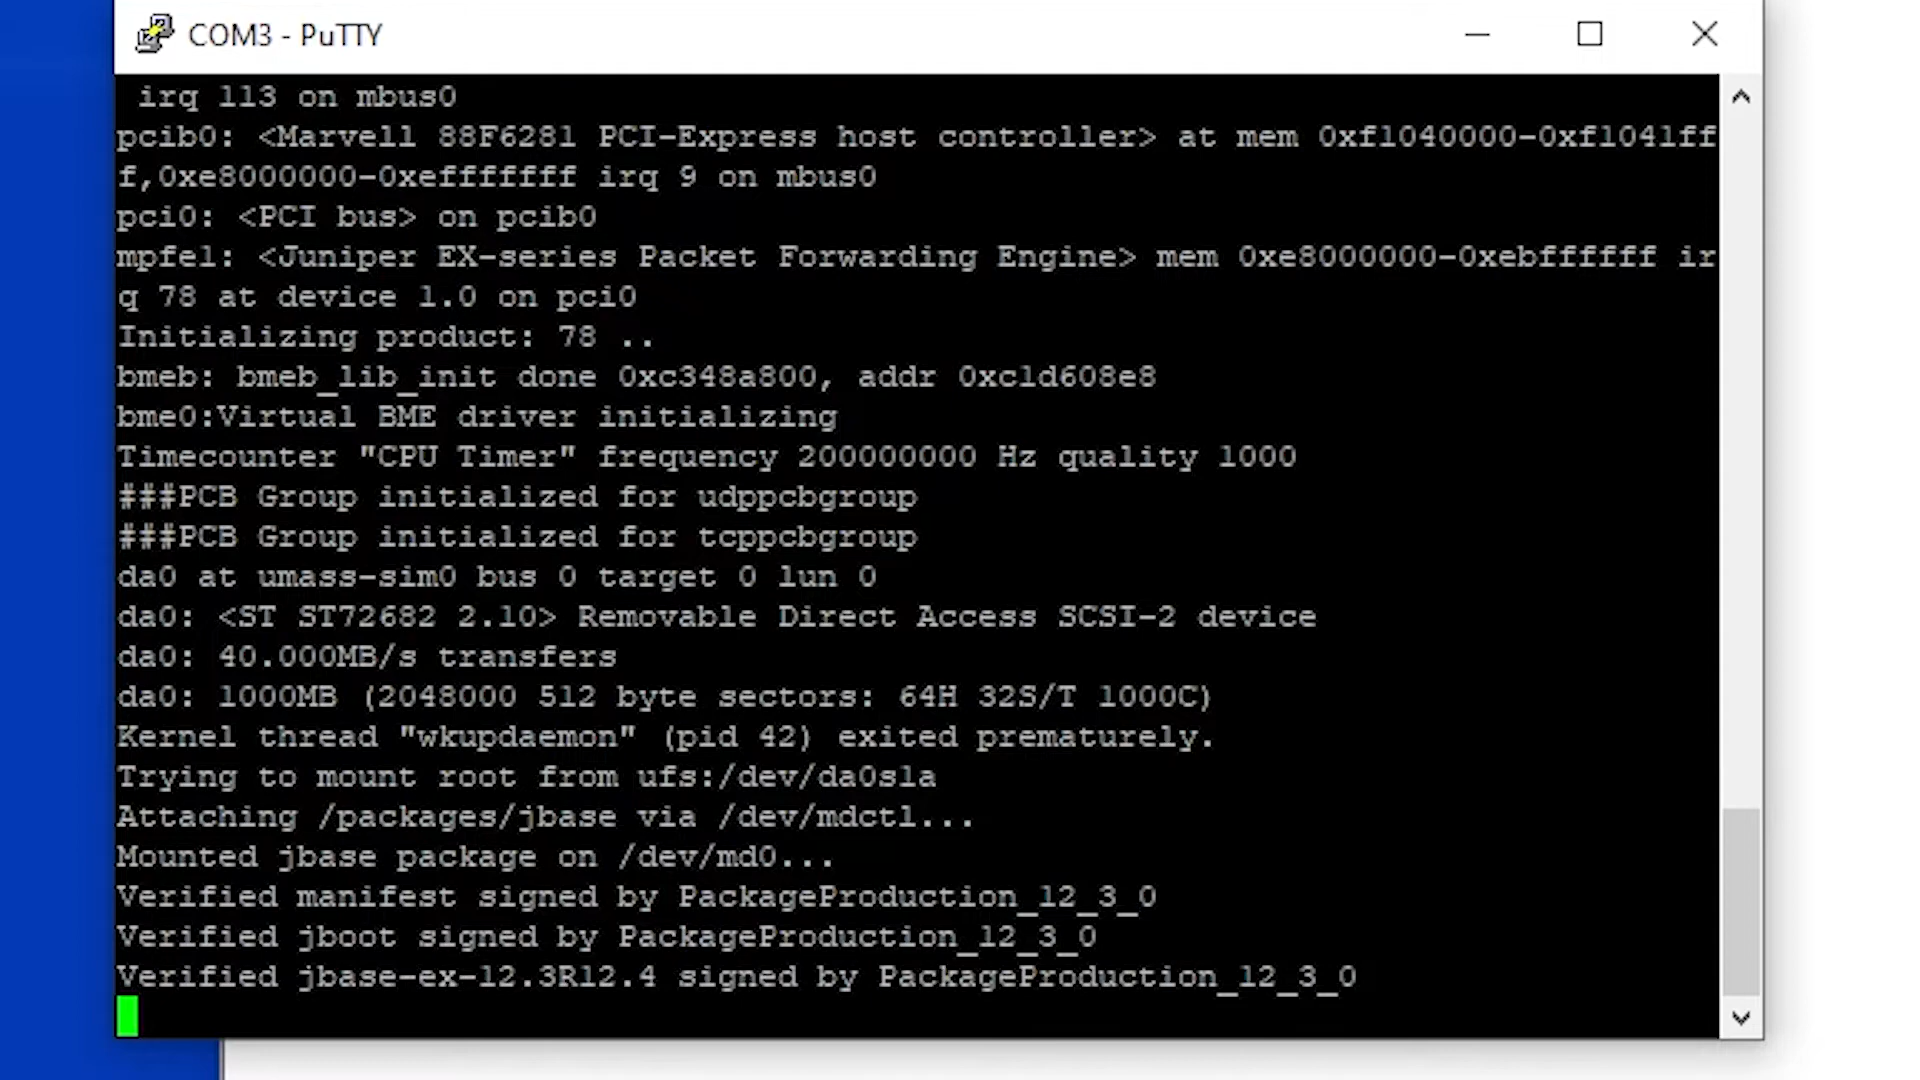 COM3 - PuTTY
irq 113 on mbus0
pcib0: <Marvell 88F6281 PCI-Express host controller> at mem 0xf1040000-0xf1041ff
f,0xe8000000-0xefffffff irq 9 on mbus0
pci0: <PCI bus> on pcib0
mpfe1: <Juniper EX-series Packet Forwarding Engine> mem 0xe8000000-0xebffffff ir
q 78 at device 1.0 on pci0
Initializing product: 78 ..
bmeb: bmeb_lib_init done 0xc348a800, addr 0xc1d608e8
bme0:Virtual BME driver initializing
Timecounter "CPU Timer" frequency 200000000 Hz quality 1000
###PCB Group initialized for udppcbgroup
###PCB Group initialized for tcppcbgroup
da0 at umass-sim0 bus 0 target 0 lun 0
da0: <ST ST72682 2.10> Removable Direct Access SCSI-2 device
da0: 40.000MB/s transfers
da0: 1000MB (2048000 512 byte sectors: 64H 32S/T 1000C)
Kernel thread "wkupdaemon" (pid 42) exited prematurely.
Trying to mount root from ufs:/dev/da0s1a
Attaching /packages/jbase via /dev/mdctl...
Mounted jbase package on /dev/md0...
Verified manifest signed by PackageProduction_12_3_0
Verified jboot signed by PackageProduction_12_3_0
Verified jbase-ex-12.3R12.4 signed by PackageProduction_12_3_0